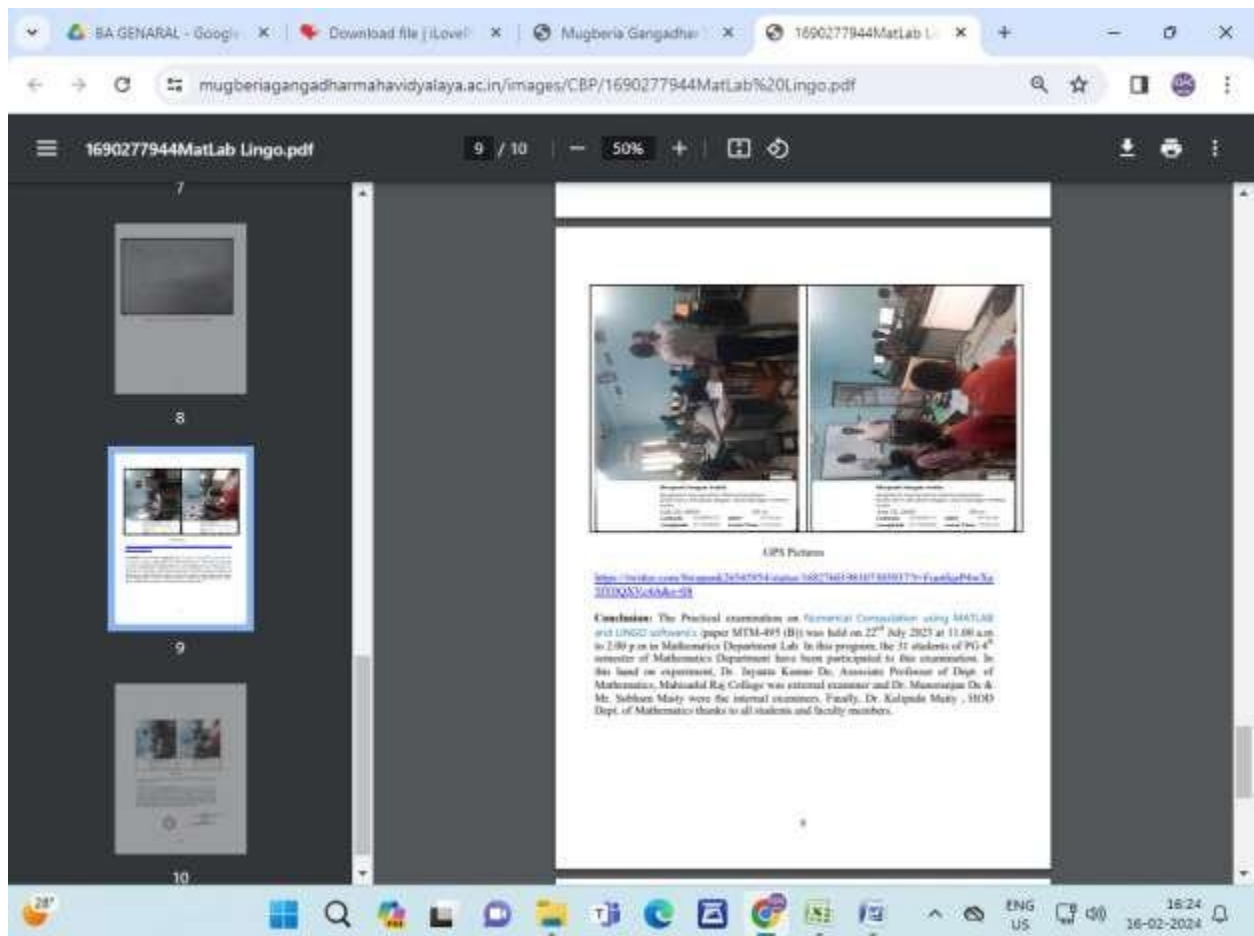 BA GENARAL - Googl
Download file | iLoveP
Mugberia Gangadhar
1690277944MatLab L
mugberiagangadharmahavidyalaya.ac.in/images/CBP/1690277944MatLab%20Lingo.pdf
1690277944MatLab Lingo.pdf
9 / 10
50%
7
8
9
10
GPS Pictures
Conclusion: The Practical examination on Numerical Computation using MATLAB
and LINGO software's (paper MTM-495 (B)) was held on 22nd July 2023 at 11.00 a.m
to 2.00 p.m in Mathematics Department Lab. In this program, the 31 students of PG 4th
semester of Mathematics Department have been participated to this examination. In
this hand on experiment, Dr. Jayanta Kumar De, Associate Professor of Dept. of
Mathematics, Mahisadal Raj College was external examiner and Dr. Manoranjan De &
Mr. Subham Maity were the internal examiners. Finally, Dr. Kalipada Maity , HOD
Dept. of Mathematics thanks to all students and faculty members.
9
28°
ENG
US
16:24
16-02-2024